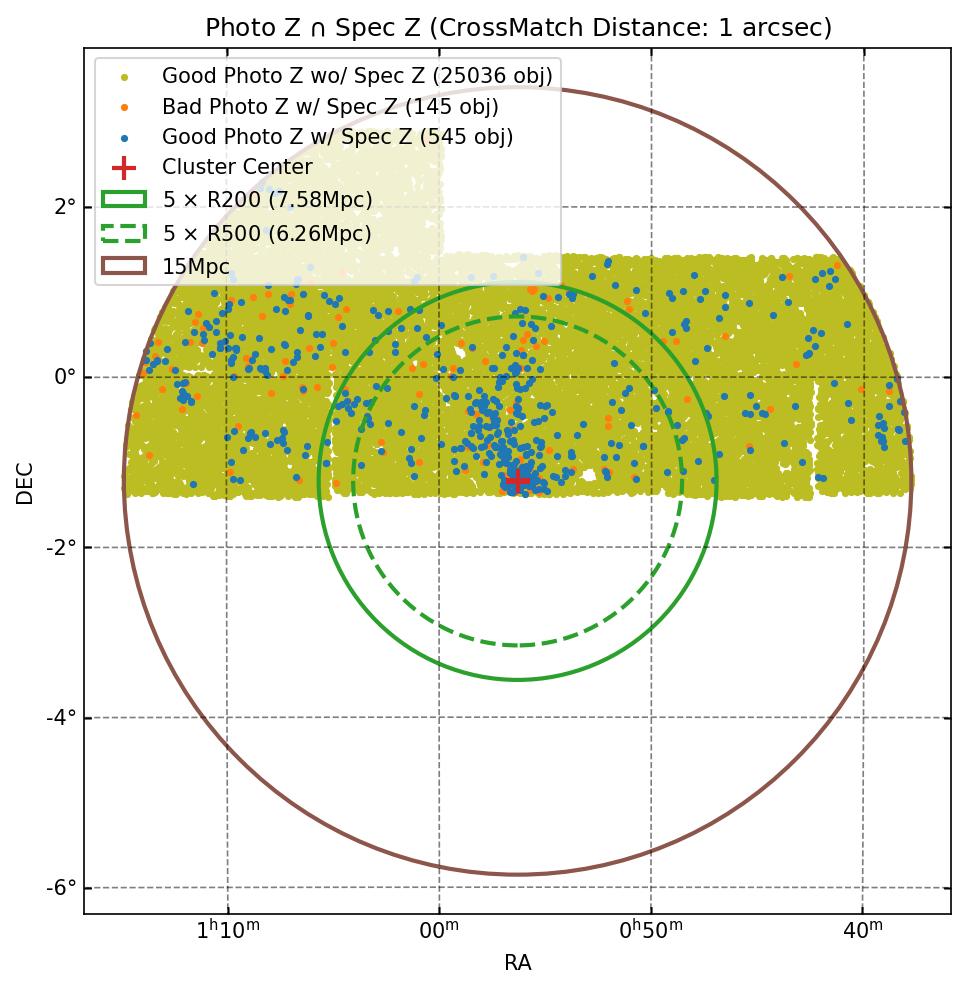 Photo Z ∩ Spec Z (CrossMatch Distance: 1 arcsec)
Good Photo Z wo/ Spec Z (25036 obj)
Bad Photo Z w/ Spec Z (145 obj)
Good Photo Z w/ Spec Z (545 obj)
Cluster Center
5 × R200 (7.58Mpc)
5 × R500 (6.26Mpc)
15Mpc
2°
0°
-2°
-4°
-6°
DEC
1ʰ10ᵐ 00ᵐ 0ʰ50ᵐ 40ᵐ
RA